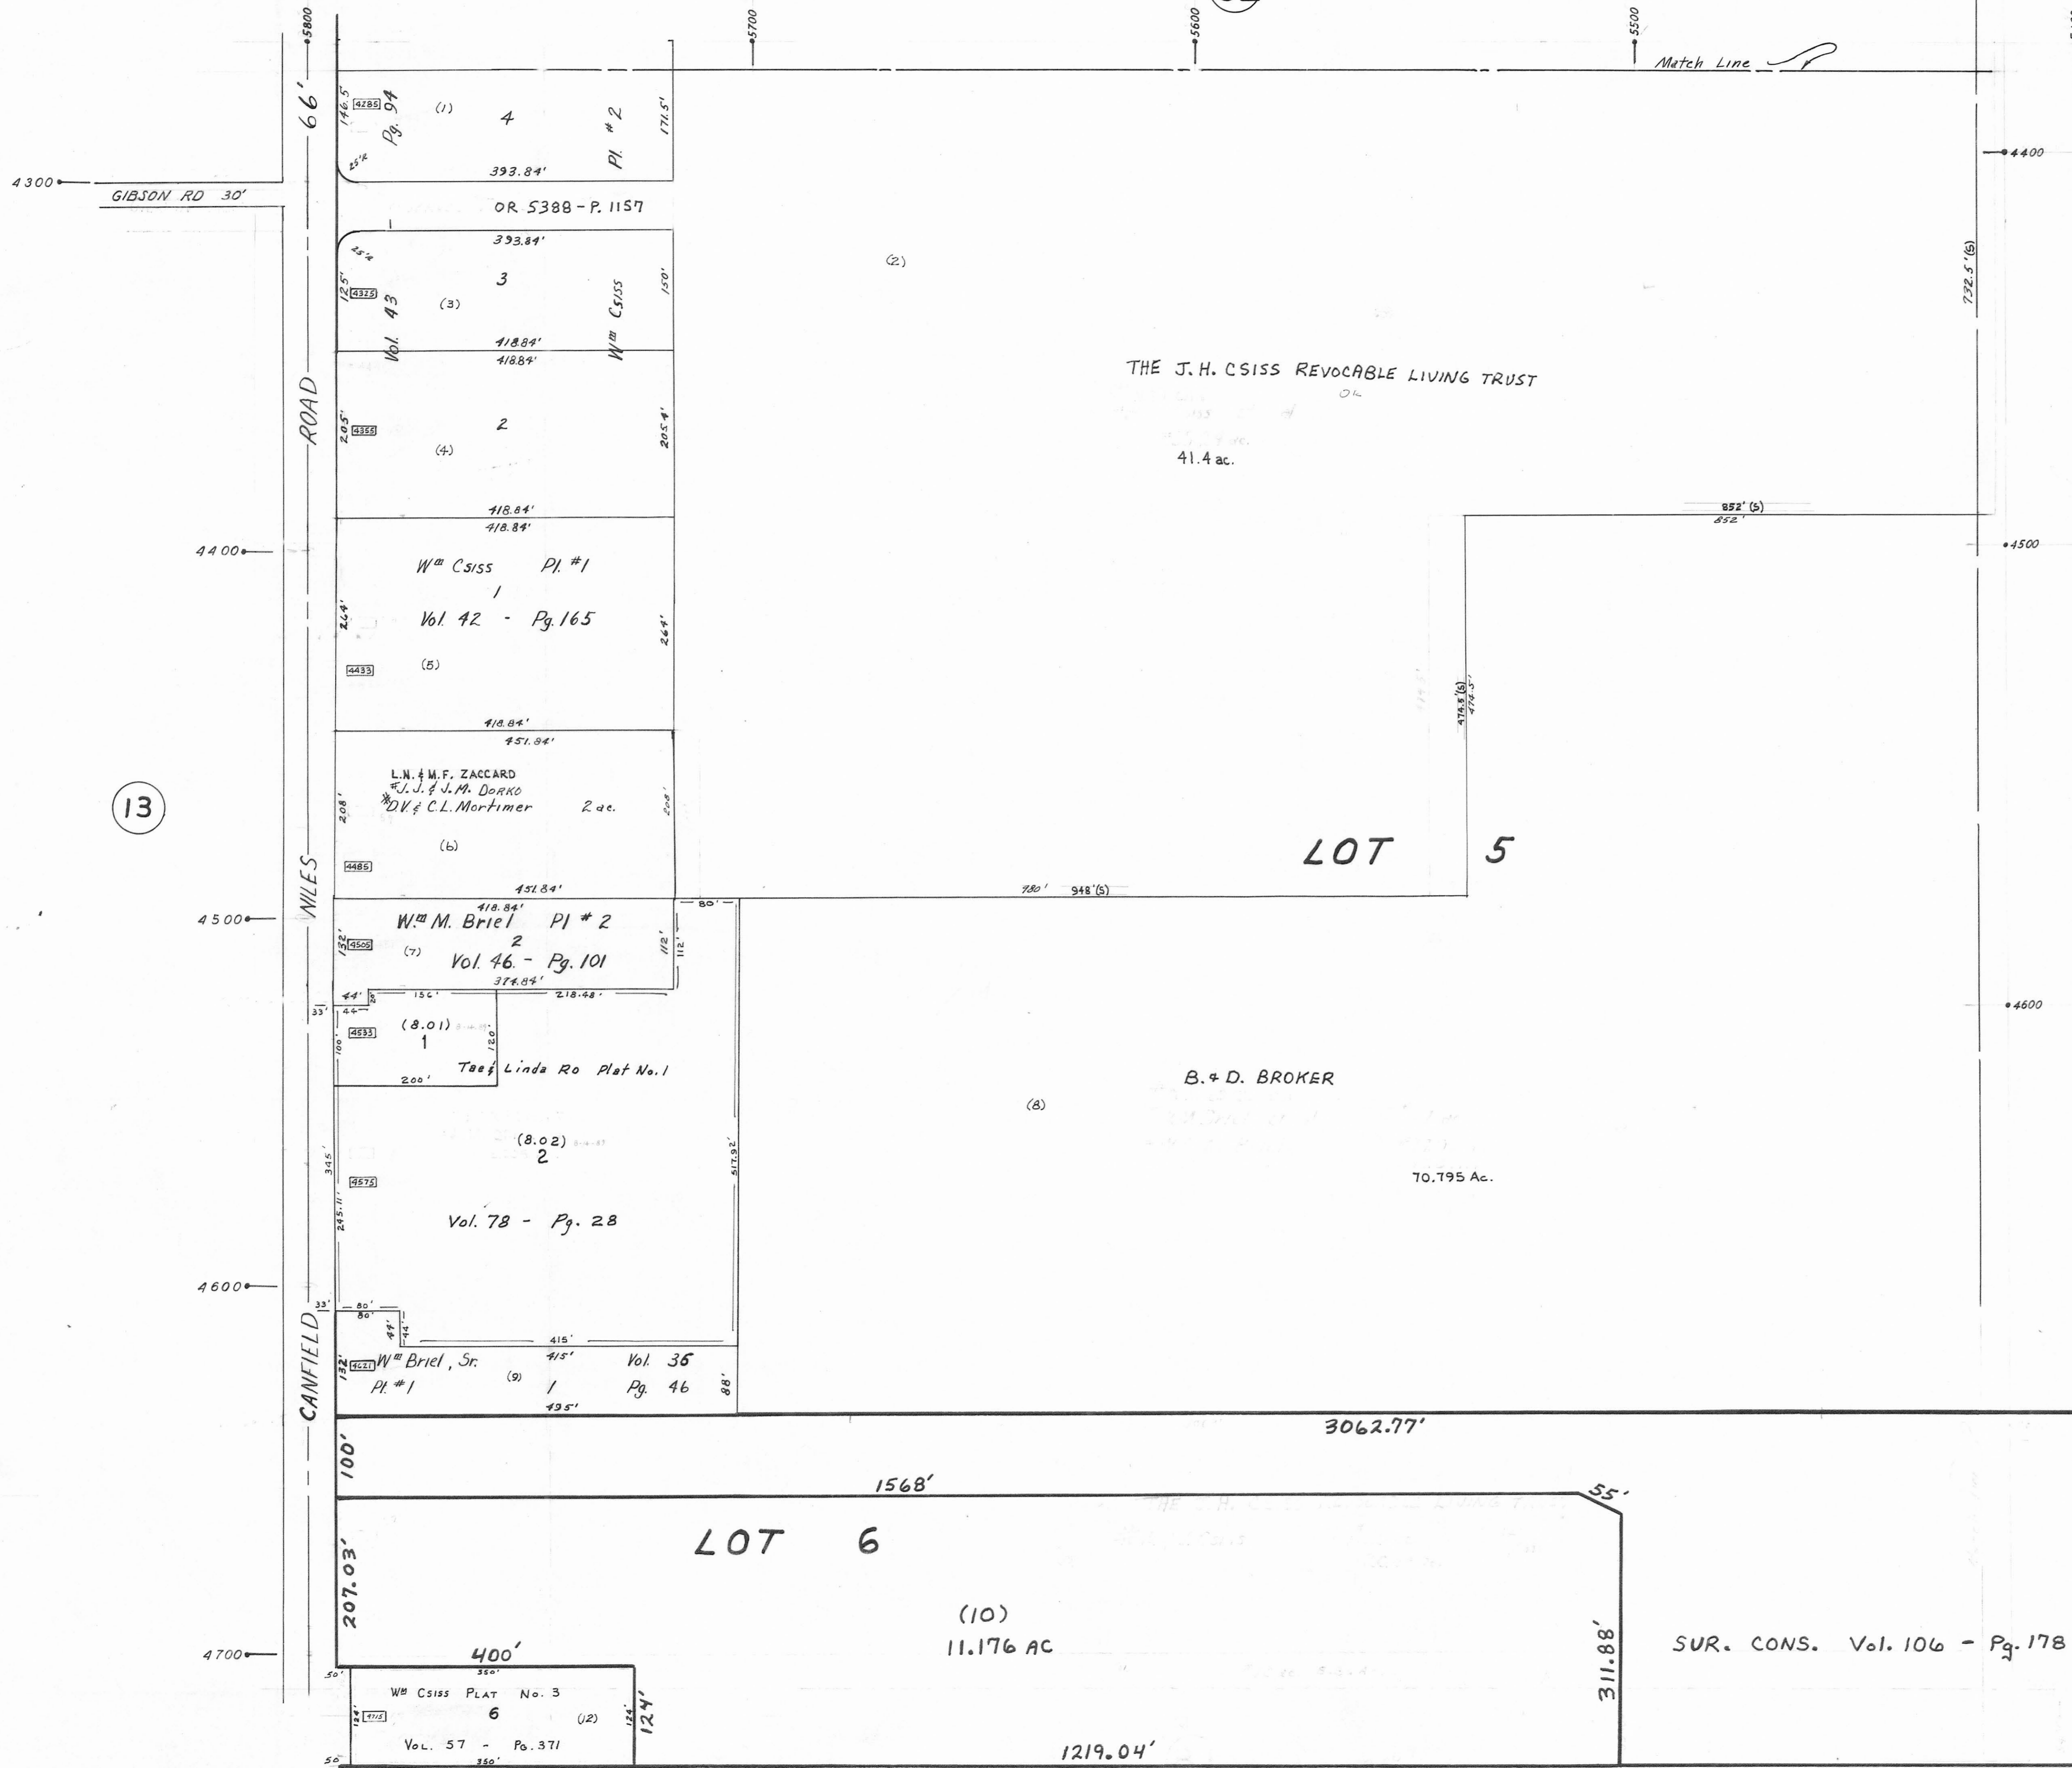 5800
5700
5600
5500
Match Line
66'
146.5'
4285
Pg. 94
(1)
4
Pl. #2
171.5'
25'R
393.84'
4300
GIBSON RD 30'
OR 5388 - P. 1157
4400
393.84'
25'R
125'
4325
Vol. 43
(3)
3
Wm Csiss
150'
418.84'
(2)
732.5'(S)
THE J.H. CSISS REVOCABLE LIVING TRUST
41.4 ac.
ROAD
418.84'
205'
4355
2
(4)
205.4'
418.84'
852' (S)
852'
4400
4500
418.84'
Wm Csiss Pl. #1
1
Vol. 42 - Pg. 165
264'
264'
4433
(5)
418.84'
474.5'(S)
474.5'
451.84'
L.N. & M.F. ZACCARD
*J.J. & J.M. DORKO
*D.V. & C.L. Mortimer 2 ac.
208'
208'
(6)
4485
451.84'
13
LOT 5
NILES
980' 948'(S)
4500
418.84'
Wm M. Briel Pl #2
2
132'
4505
(7)
Vol. 46. - Pg. 101
374.84'
112'
112'
80'
44'
20'
156'
218.48'
33'
44
4600
4533
(8.01)
1
100'
120'
Tae & Linda Ro Plat No. 1
200'
B. & D. BROKER
(8)
70.795 Ac.
(8.02)
2
345'
517.92'
4575
245.11'
Vol. 78 - Pg. 28
4600
33'
80'
80'
44'
44'
415'
CANFIELD
132'
4621
Wm Briel, Sr.
415'
Vol. 35
Pt. #1
(9)
1
Pg. 46
88'
495'
3062.77'
100'
1568'
55'
LOT 6
207.03'
(10)
11.176 AC
311.88'
SUR. CONS. Vol. 106 - Pg. 178
4700
400'
50'
350'
Wm CSISS PLAT No. 3
6
(12)
124'
4715
124'
124'
VOL. 57 - PG. 371
50'
350'
1219.04'